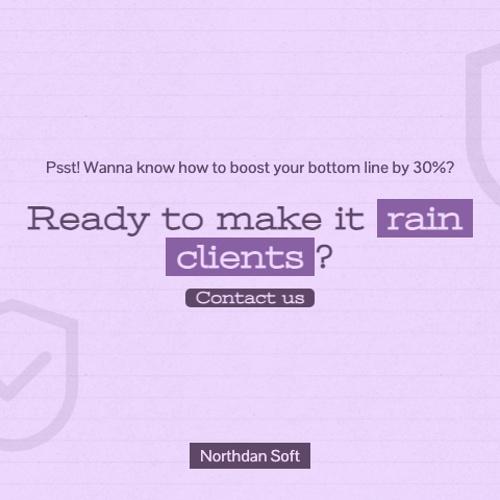 Psst! Wanna know how to boost your bottom line by 30%?
Ready to make it rain
clients?
Contact us
Northdan Soft